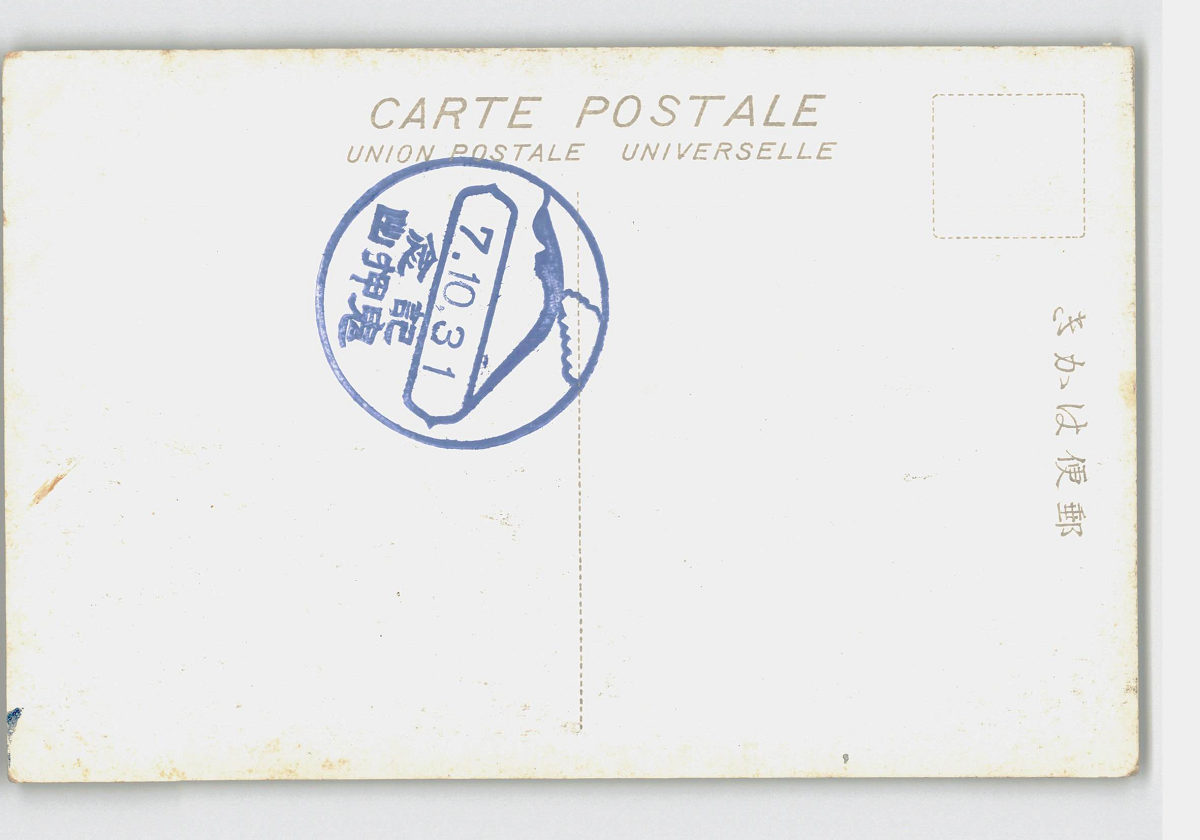 CARTE POSTALE
UNION POSTALE UNIVERSELLE
きかは便郵
7.10.31
念記